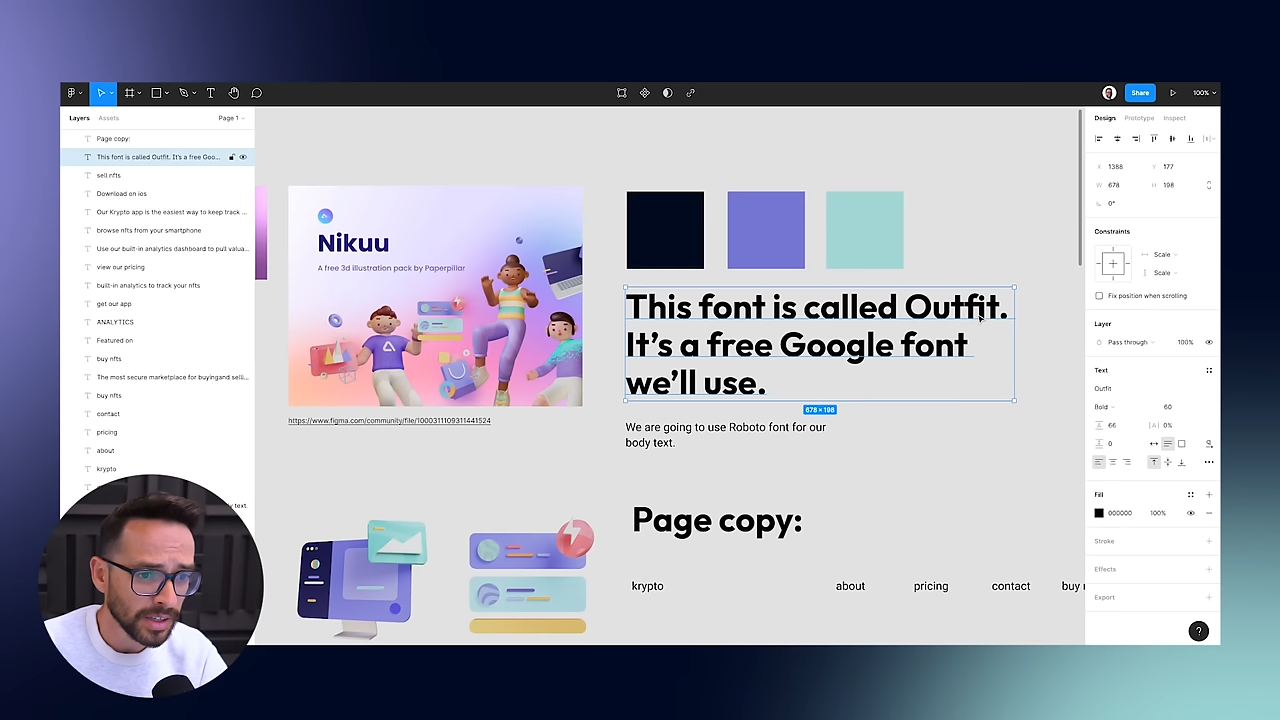 Share
100%
Layers
Assets
Page 1
Page copy:
This font is called Outfit. It's a free Goo...
sell nfts
Download on ios
Our Krypto app is the easiest way to keep track ...
browse nfts from your smartphone
Use our built-in analytics dashboard to pull valua...
view our pricing
built-in analytics to track your nfts
get our app
ANALYTICS
Featured on
buy nfts
The most secure marketplace for buyingand selli...
buy nfts
contact
pricing
about
krypto
y text.
Nikuu
A free 3d illustration pack by Paperpillar
https://www.figma.com/community/file/1000311109311441524
This font is called Outfit.
It's a free Google font
we'll use.
678 × 198
We are going to use Roboto font for our
body text.
Page copy:
krypto
about
pricing
contact
buy
Design
Prototype
Inspect
X 1388
Y 177
W 678
H 198
0°
Constraints
Scale
Scale
Fix position when scrolling
Layer
Pass through
100%
Text
Outfit
Bold
60
66
|A| 0%
0
Fill
000000
100%
Stroke
Effects
Export
?